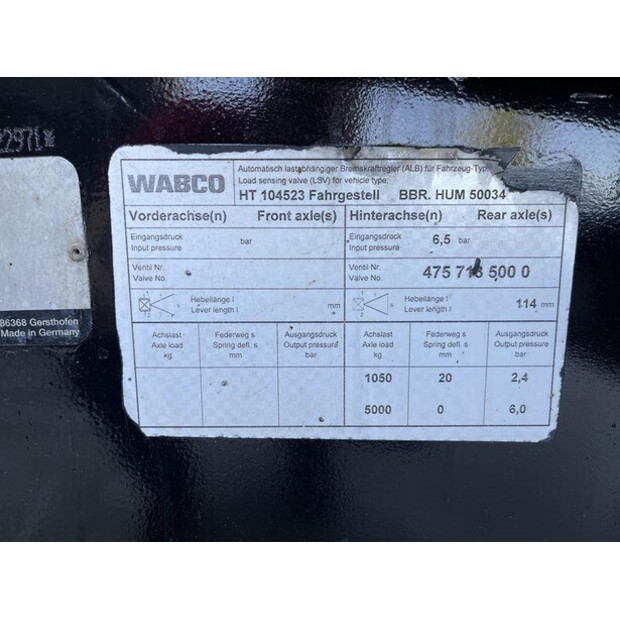 2297
WABCO
Automatisch lastabhängiger Bremskraftregler (ALB) für Fahrzeug-Typ:
Load sensing valve (LSV) for vehicle type:
HT 104523 Fahrgestell BBR. HUM 50034
Vorderachse(n) Front axle(s) Hinterachse(n) Rear axle(s)
Eingangsdruck bar Eingangsdruck 6,5 bar
Input pressure Input pressure
Ventil Nr. Ventil Nr. 475 713 500 0
Valve No. Valve No.
Hebellänge l mm Hebellänge l 114 mm
Lever length l Lever length l
Achslast Federweg s Ausgangsdruck Achslast Federweg s Ausgangsdruck
Axle load Spring defl. s Output pressure Axle load Spring defl. s Output pressure
kg mm bar kg mm bar
1050 20 2,4
5000 0 6,0
86368 Gersthofen
Made in Germany